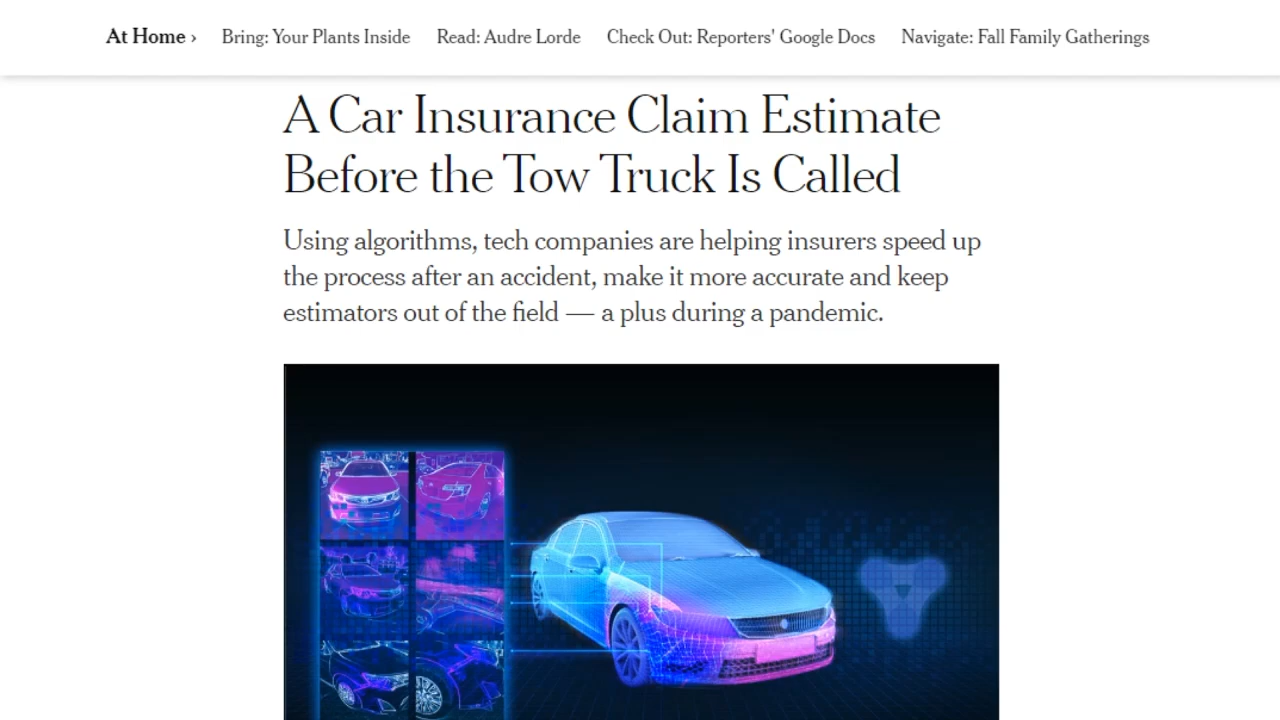 At Home › Bring: Your Plants Inside Read: Audre Lorde Check Out: Reporters' Google Docs Navigate: Fall Family Gatherings
A Car Insurance Claim Estimate
Before the Tow Truck Is Called
Using algorithms, tech companies are helping insurers speed up
the process after an accident, make it more accurate and keep
estimators out of the field — a plus during a pandemic.